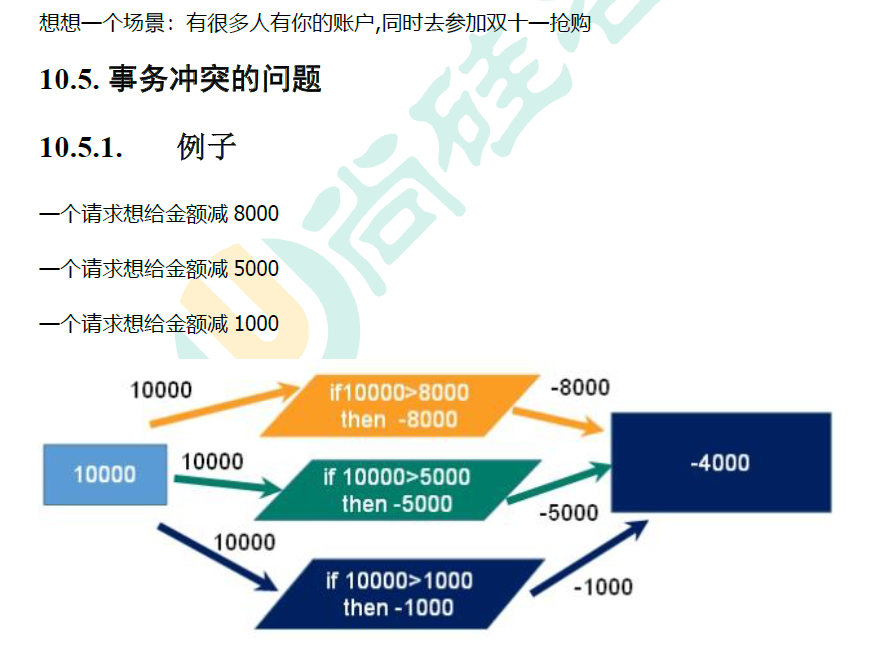 想想一个场景：有很多人有你的账户,同时去参加双十一抢购
10.5. 事务冲突的问题
10.5.1. 例子
一个请求想给金额减 8000
一个请求想给金额减 5000
一个请求想给金额减 1000
10000
if10000>8000
then -8000
-8000
10000
10000
if 10000>5000
then -5000
-5000
-4000
10000
if 10000>1000
then -1000
-1000
尚硅